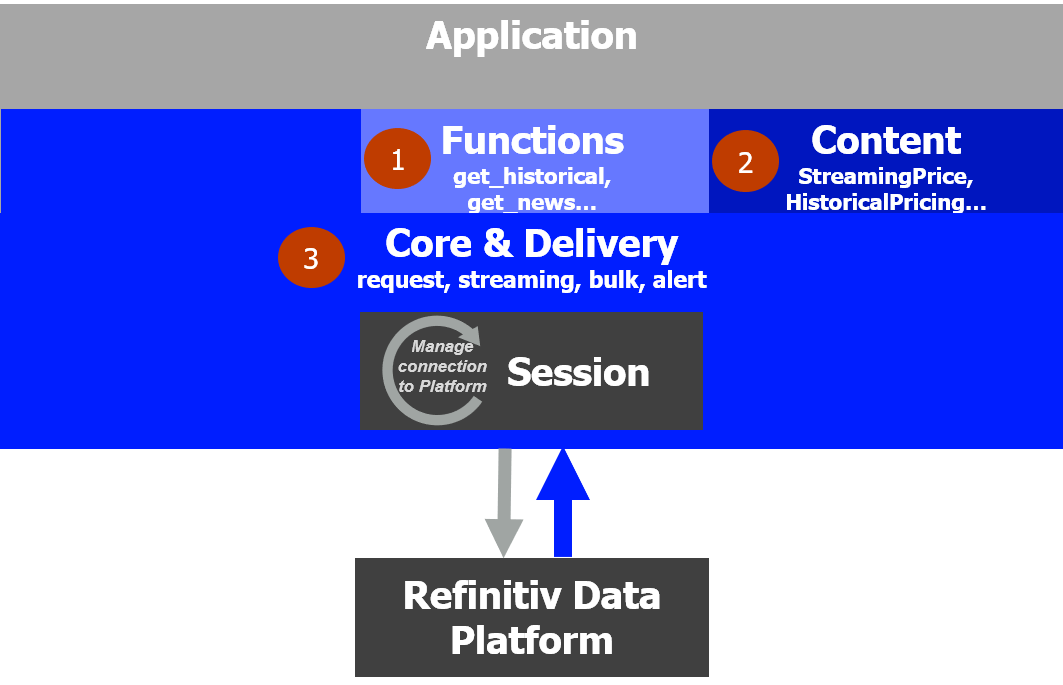 Application
1
Functions
get_historical,
get_news...
2
Content
StreamingPrice,
HistoricalPricing...
3
Core & Delivery
request, streaming, bulk, alert
Manage
connection
to Platform
Session
Refinitiv Data
Platform